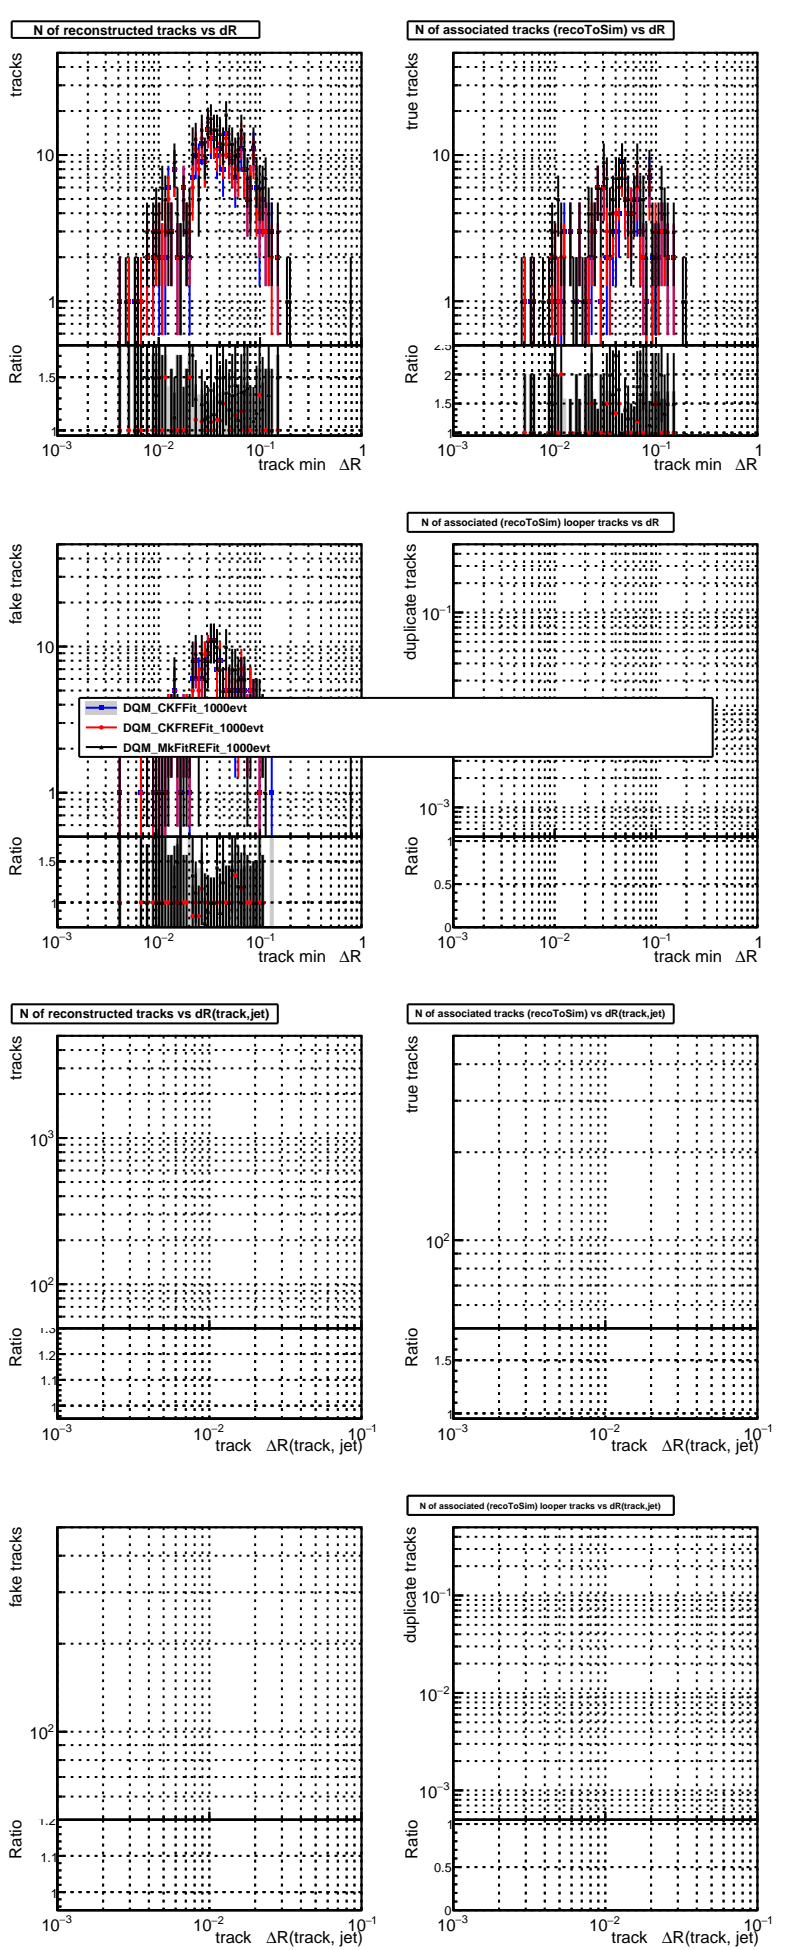 N of reconstructed tracks vs dR
N of associated tracks (recoToSim) vs dR
tracks
10
1
Ratio
1.5
1
10−3
10−2
10−1
1
track min ΔR
true tracks
10
1
Ratio
2.5
2
1.5
1
10−3
10−2
10−1
1
track min ΔR
N of associated (recoToSim) looper tracks vs dR
fake tracks
10
1
Ratio
1.5
1
10−3
10−2
10−1
1
track min ΔR
duplicate tracks
10−1
10−3
Ratio
1
0.5
0
10−3
10−2
10−1
1
track min ΔR
DQM_CKFFit_1000evt
DQM_CKFREFit_1000evt
DQM_MkFitREFit_1000evt
N of reconstructed tracks vs dR(track,jet)
N of associated tracks (recoToSim) vs dR(track,jet)
tracks
10³
10²
Ratio
1.3
1.2
1.1
1
10−3
10−2
10−1
track ΔR(track, jet)
true tracks
10²
Ratio
1.5
1
10−3
10−2
10−1
track ΔR(track, jet)
N of associated (recoToSim) looper tracks vs dR(track,jet)
fake tracks
10²
Ratio
1.2
1.1
1
10−3
10−2
10−1
track ΔR(track, jet)
duplicate tracks
10−1
10−2
10−3
Ratio
1
0.5
0
10−3
10−2
10−1
track ΔR(track, jet)